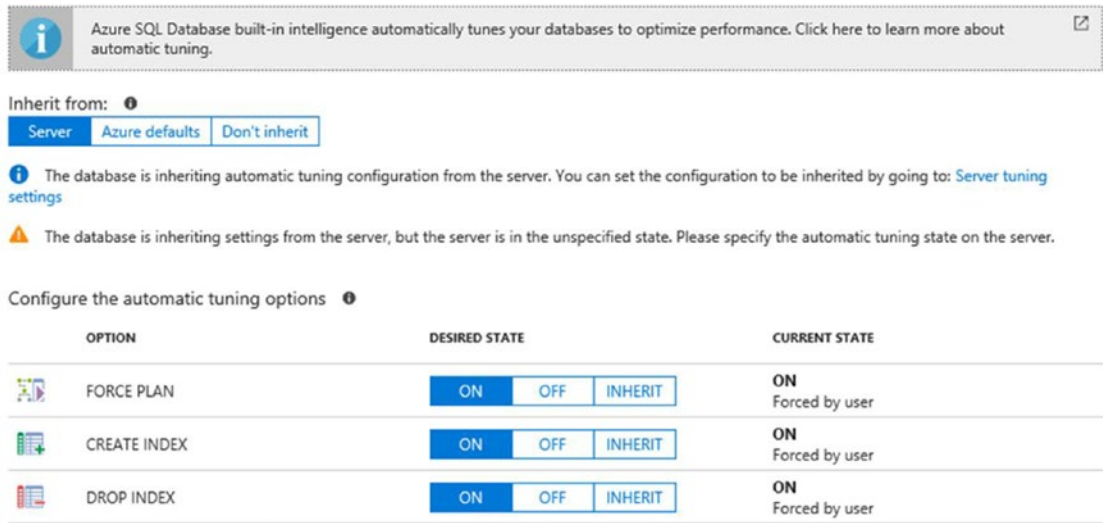 Azure SQL Database built-in intelligence automatically tunes your databases to optimize performance. Click here to learn more about
automatic tuning.
Inherit from:
Server Azure defaults Don't inherit
The database is inheriting automatic tuning configuration from the server. You can set the configuration to be inherited by going to: Server tuning
settings
The database is inheriting settings from the server, but the server is in the unspecified state. Please specify the automatic tuning state on the server.
Configure the automatic tuning options
OPTION DESIRED STATE CURRENT STATE
FORCE PLAN ON OFF INHERIT ON
Forced by user
CREATE INDEX ON OFF INHERIT ON
Forced by user
DROP INDEX ON OFF INHERIT ON
Forced by user